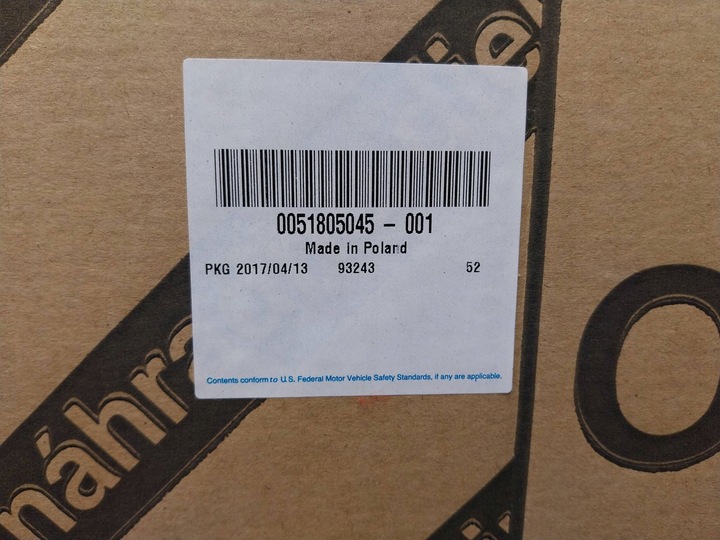 0051805045 - 001
Made in Poland
PKG 2017/04/13 93243 52
Contents conform to U.S. Federal Motor Vehicle Safety Standards, if any are applicable.
náhra
O